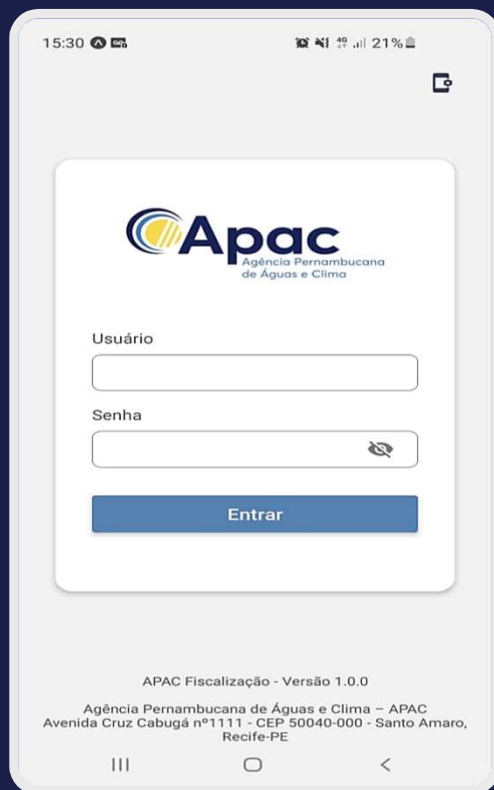 15:30
4G 21%
Apac
Agência Pernambucana
de Águas e Clima
Usuário
Senha
Entrar
APAC Fiscalização - Versão 1.0.0
Agência Pernambucana de Águas e Clima – APAC
Avenida Cruz Cabugá nº1111 - CEP 50040-000 - Santo Amaro,
Recife-PE